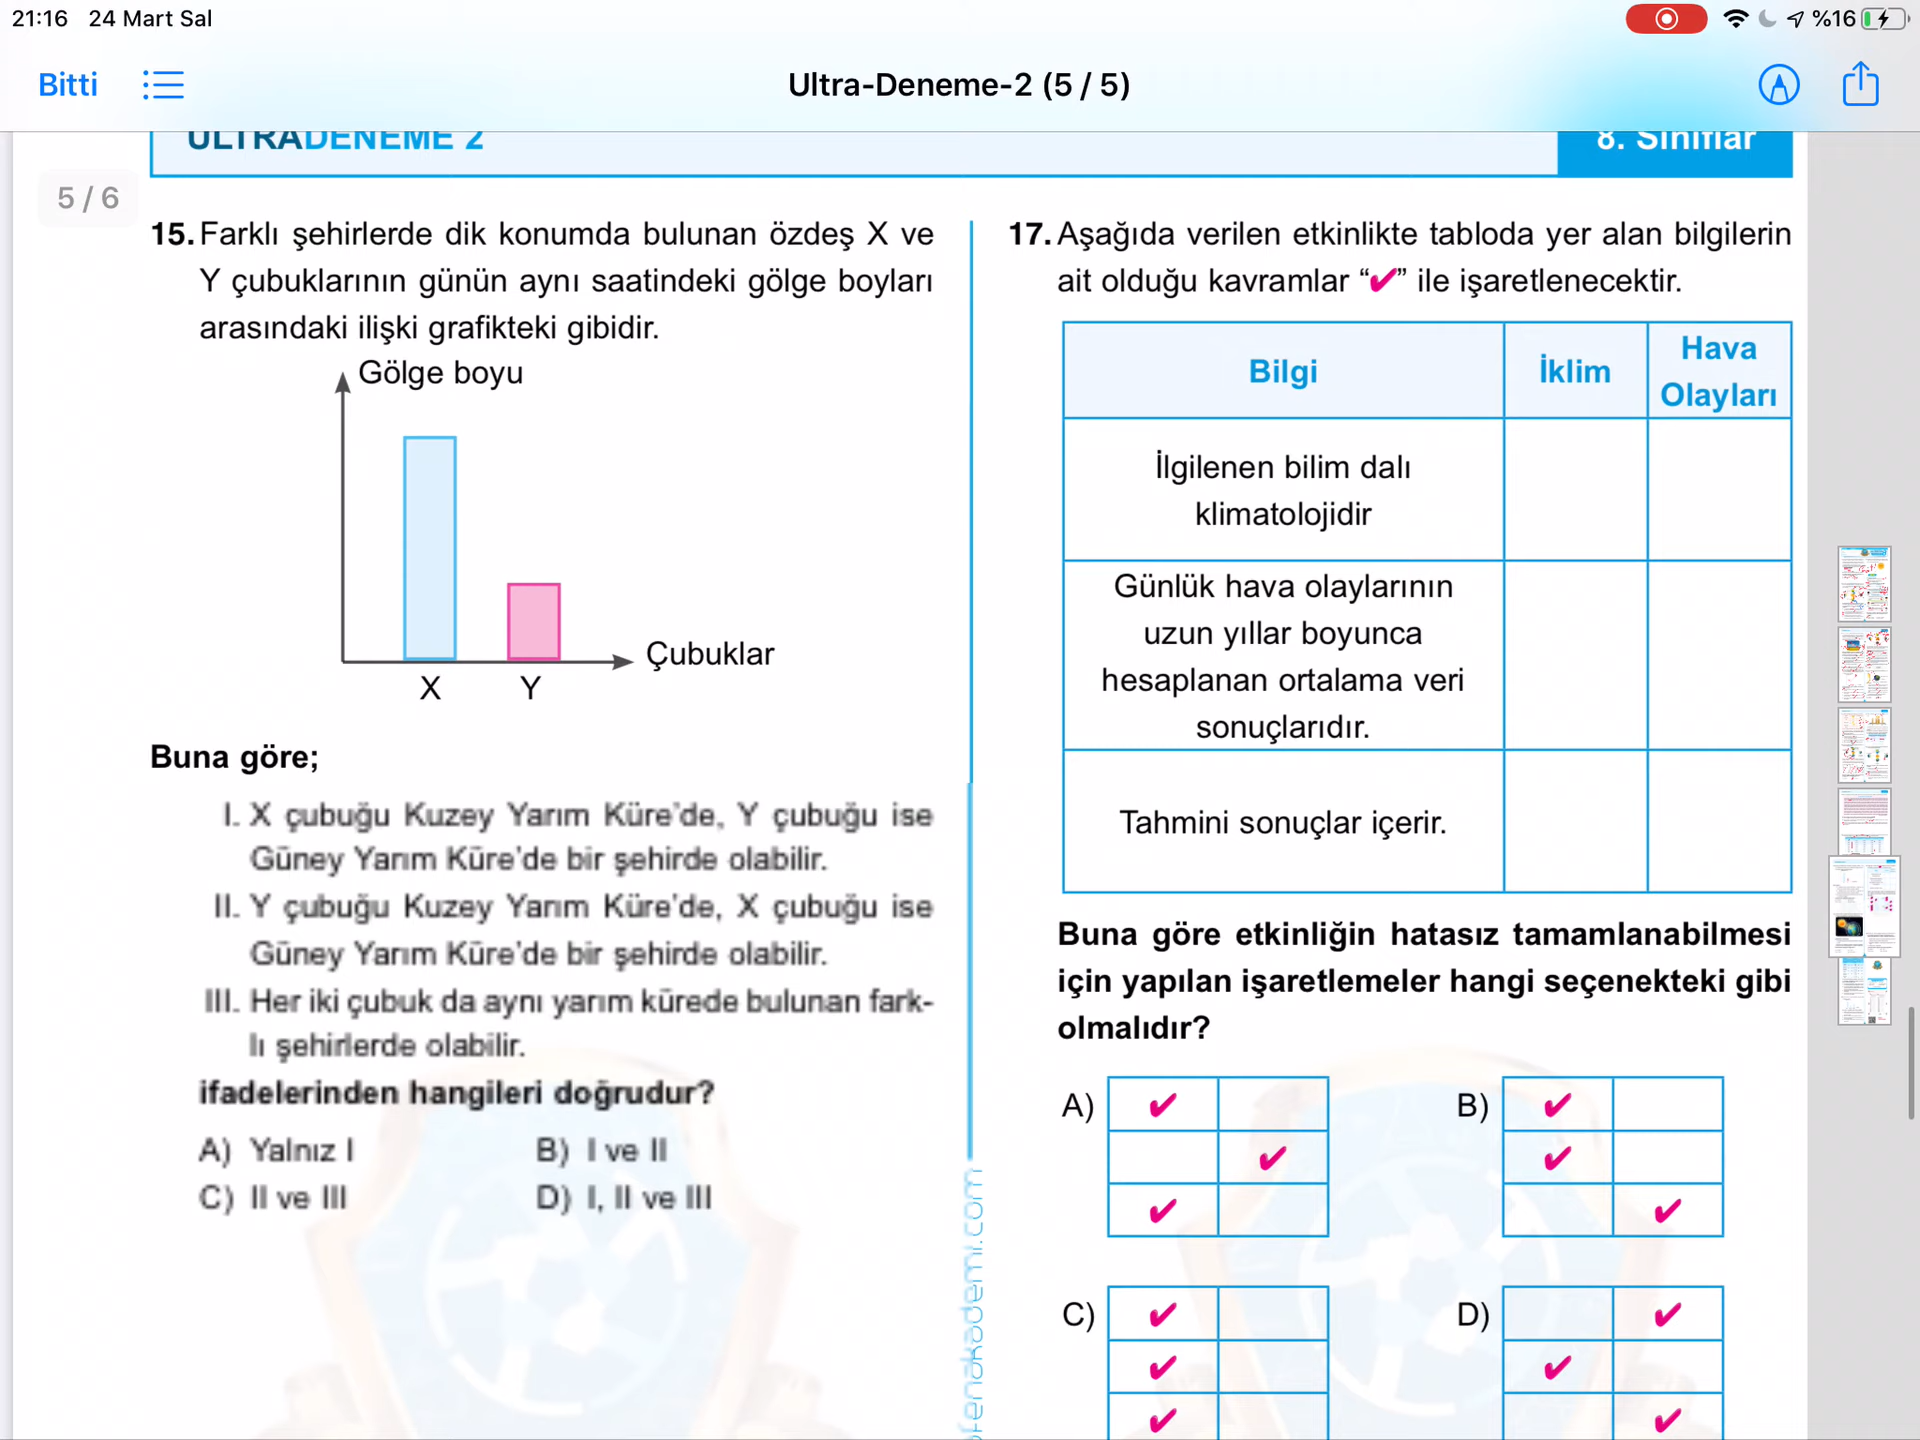 21:16 24 Mart Sal
%16
Bitti
Ultra-Deneme-2 (5 / 5)
ULTRADENEME 2
8. Sınıflar
5 / 6
15. Farklı şehirlerde dik konumda bulunan özdeş X ve
Y çubuklarının günün aynı saatindeki gölge boyları
arasındaki ilişki grafikteki gibidir.
Gölge boyu
Çubuklar
X Y
Buna göre;
I. X çubuğu Kuzey Yarım Küre'de, Y çubuğu ise
Güney Yarım Küre'de bir şehirde olabilir.
II. Y çubuğu Kuzey Yarım Küre'de, X çubuğu ise
Güney Yarım Küre'de bir şehirde olabilir.
III. Her iki çubuk da aynı yarım kürede bulunan fark-
lı şehirlerde olabilir.
ifadelerinden hangileri doğrudur?
A) Yalnız I B) I ve II
C) II ve III D) I, II ve III
fenakademi.com
17. Aşağıda verilen etkinlikte tabloda yer alan bilgilerin
ait olduğu kavramlar “✔” ile işaretlenecektir.
Bilgi İklim Hava
Olayları
İlgilenen bilim dalı
klimatolojidir
Günlük hava olaylarının
uzun yıllar boyunca
hesaplanan ortalama veri
sonuçlarıdır.
Tahmini sonuçlar içerir.
Buna göre etkinliğin hatasız tamamlanabilmesi
için yapılan işaretlemeler hangi seçenekteki gibi
olmalıdır?
A) B)
C) D)